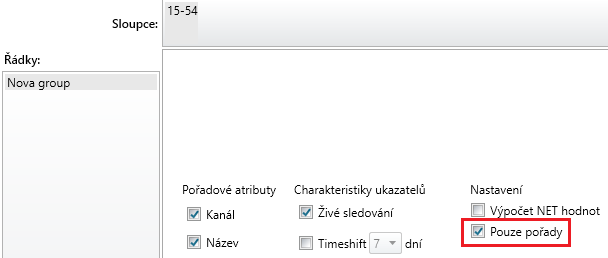 15-54
Sloupce:
Řádky:
Nova group
Pořadové atributy Charakteristiky ukazatelů Nastavení
Kanál Živé sledování Výpočet NET hodnot
Pouze pořady
Název Timeshift 7 dní